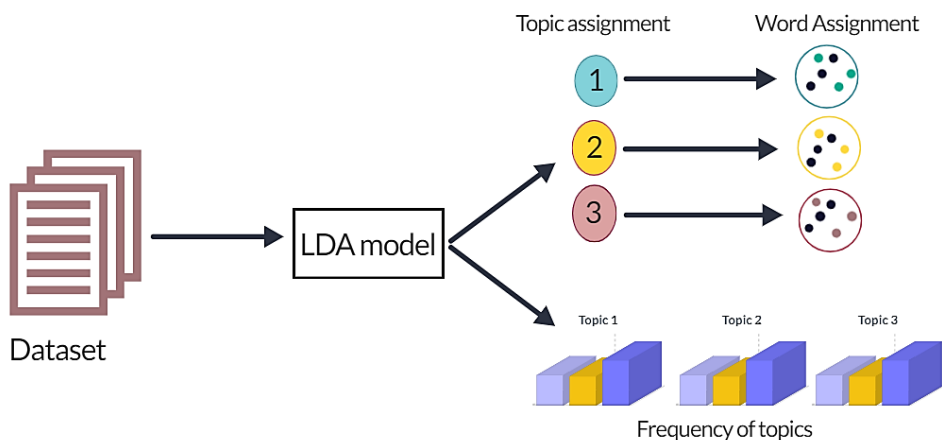 Topic assignment
Word Assignment
1
2
3
LDA model
Dataset
Topic 1
Topic 2
Topic 3
Frequency of topics